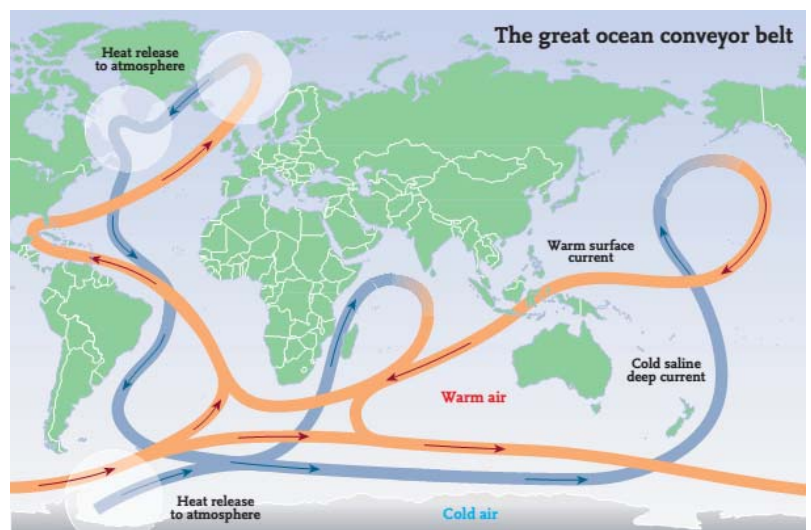 The great ocean conveyor belt
Heat release
to atmosphere
Warm surface
current
Cold saline
deep current
Warm air
Heat release
to atmosphere
Cold air